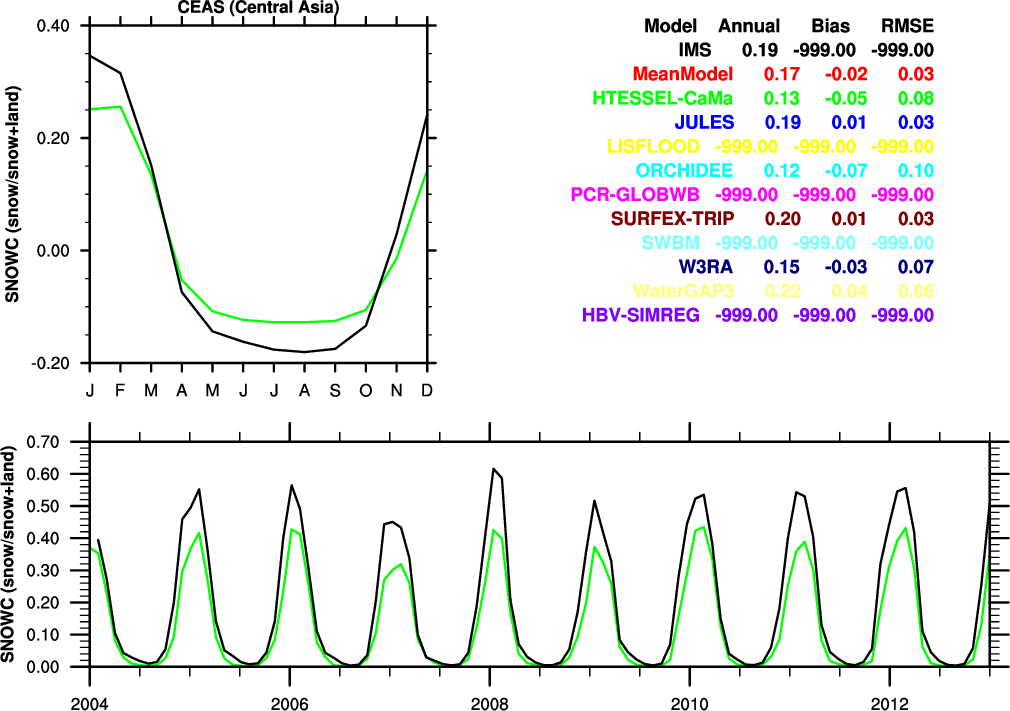 CEAS (Central Asia)
SNOWC (snow/snow+land)
0.40
0.20
0.00
-0.20
J F M A M J J A S O N D
Model Annual Bias RMSE
IMS 0.19 -999.00 -999.00
MeanModel 0.17 -0.02 0.03
HTESSEL-CaMa 0.13 -0.05 0.08
JULES 0.19 0.01 0.03
LISFLOOD -999.00 -999.00 -999.00
ORCHIDEE 0.12 -0.07 0.10
PCR-GLOBWB -999.00 -999.00 -999.00
SURFEX-TRIP 0.20 0.01 0.03
SWBM -999.00 -999.00 -999.00
W3RA 0.15 -0.03 0.07
WaterGAP3 0.22 0.04 0.06
HBV-SIMREG -999.00 -999.00 -999.00
SNOWC (snow/snow+land)
0.70
0.60
0.50
0.40
0.30
0.20
0.10
0.00
2004 2006 2008 2010 2012